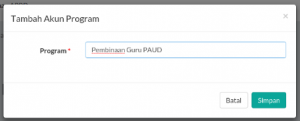 Tambah Akun Program
×
Program *
Pembinaan Guru PAUD
Batal
Simpan